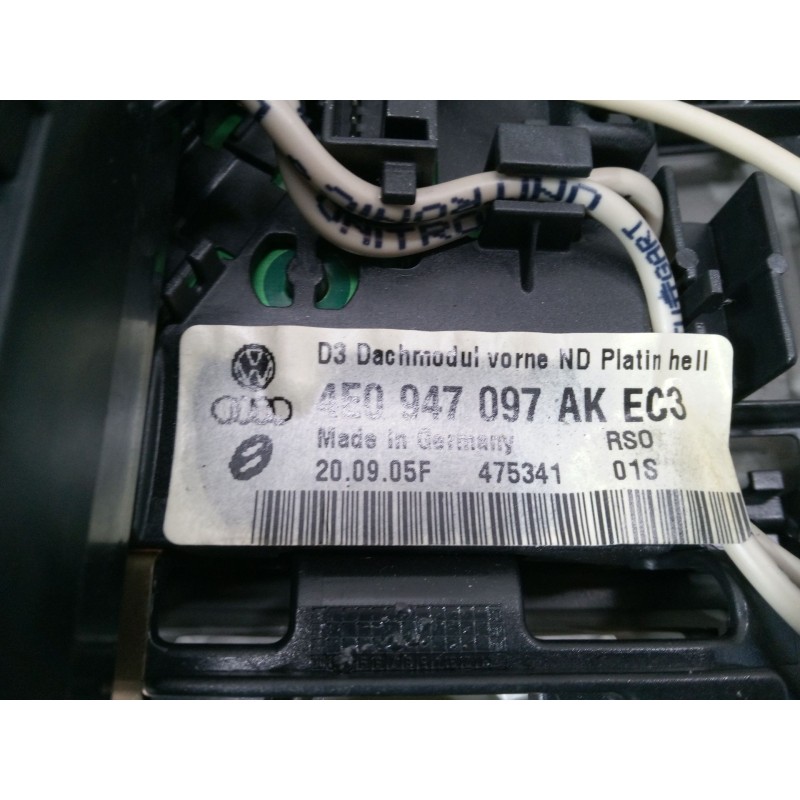 D3 Dachmodul vorne ND Platin hell
4E0 947 097 AK EC3
Made in Germany RSO
20.09.05F 475341 01S